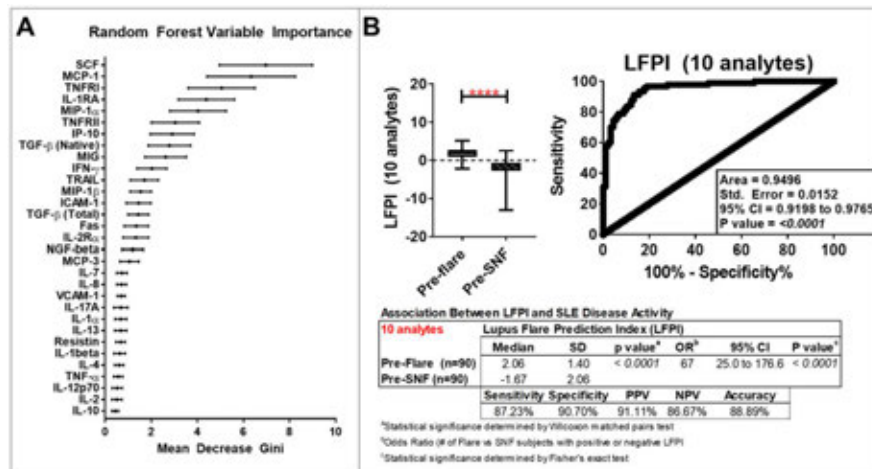 A
Random Forest Variable Importance
SCF
MCP-1
TNFRI
IL-1RA
MIP-1α
TNFRII
IP-10
TGF-β (Native)
MIG
IFN-γ
TRAIL
MIP-1β
ICAM-1
TGF-β (Total)
Fas
IL-2Rα
NGF-beta
MCP-3
IL-7
IL-8
VCAM-1
IL-17A
IL-1α
IL-13
Resistin
IL-1beta
IL-4
TNF-α
IL-12p70
IL-2
IL-10
0 2 4 6 8 10
Mean Decrease Gini
B
LFPI (10 analytes)
20
10
0
-10
-20
****
Pre-flare
Pre-SNF
LFPI (10 analytes)
Sensitivity
100
80
60
40
20
0
0 20 40 60 80 100
100% - Specificity%
Area = 0.9496
Std. Error = 0.0152
95% CI = 0.9198 to 0.9765
P value = <0.0001
Association Between LFPI and SLE Disease Activity
10 analytes Lupus Flare Prediction Index (LFPI)
Median SD p valueᵃ ORᵇ 95% CI P valueᶜ
Pre-Flare (n=90) 2.06 1.40 < 0.0001 67 25.0 to 176.6 < 0.0001
Pre-SNF (n=90) -1.67 2.06
Sensitivity Specificity PPV NPV Accuracy
87.23% 90.70% 91.11% 86.67% 88.89%
ᵃStatistical significance determined by Wilcoxon matched pairs test
ᵇOdds Ratio (# of Flare vs SNF subjects with positive or negative LFPI
ᶜStatistical significance determined by Fisher's exact test